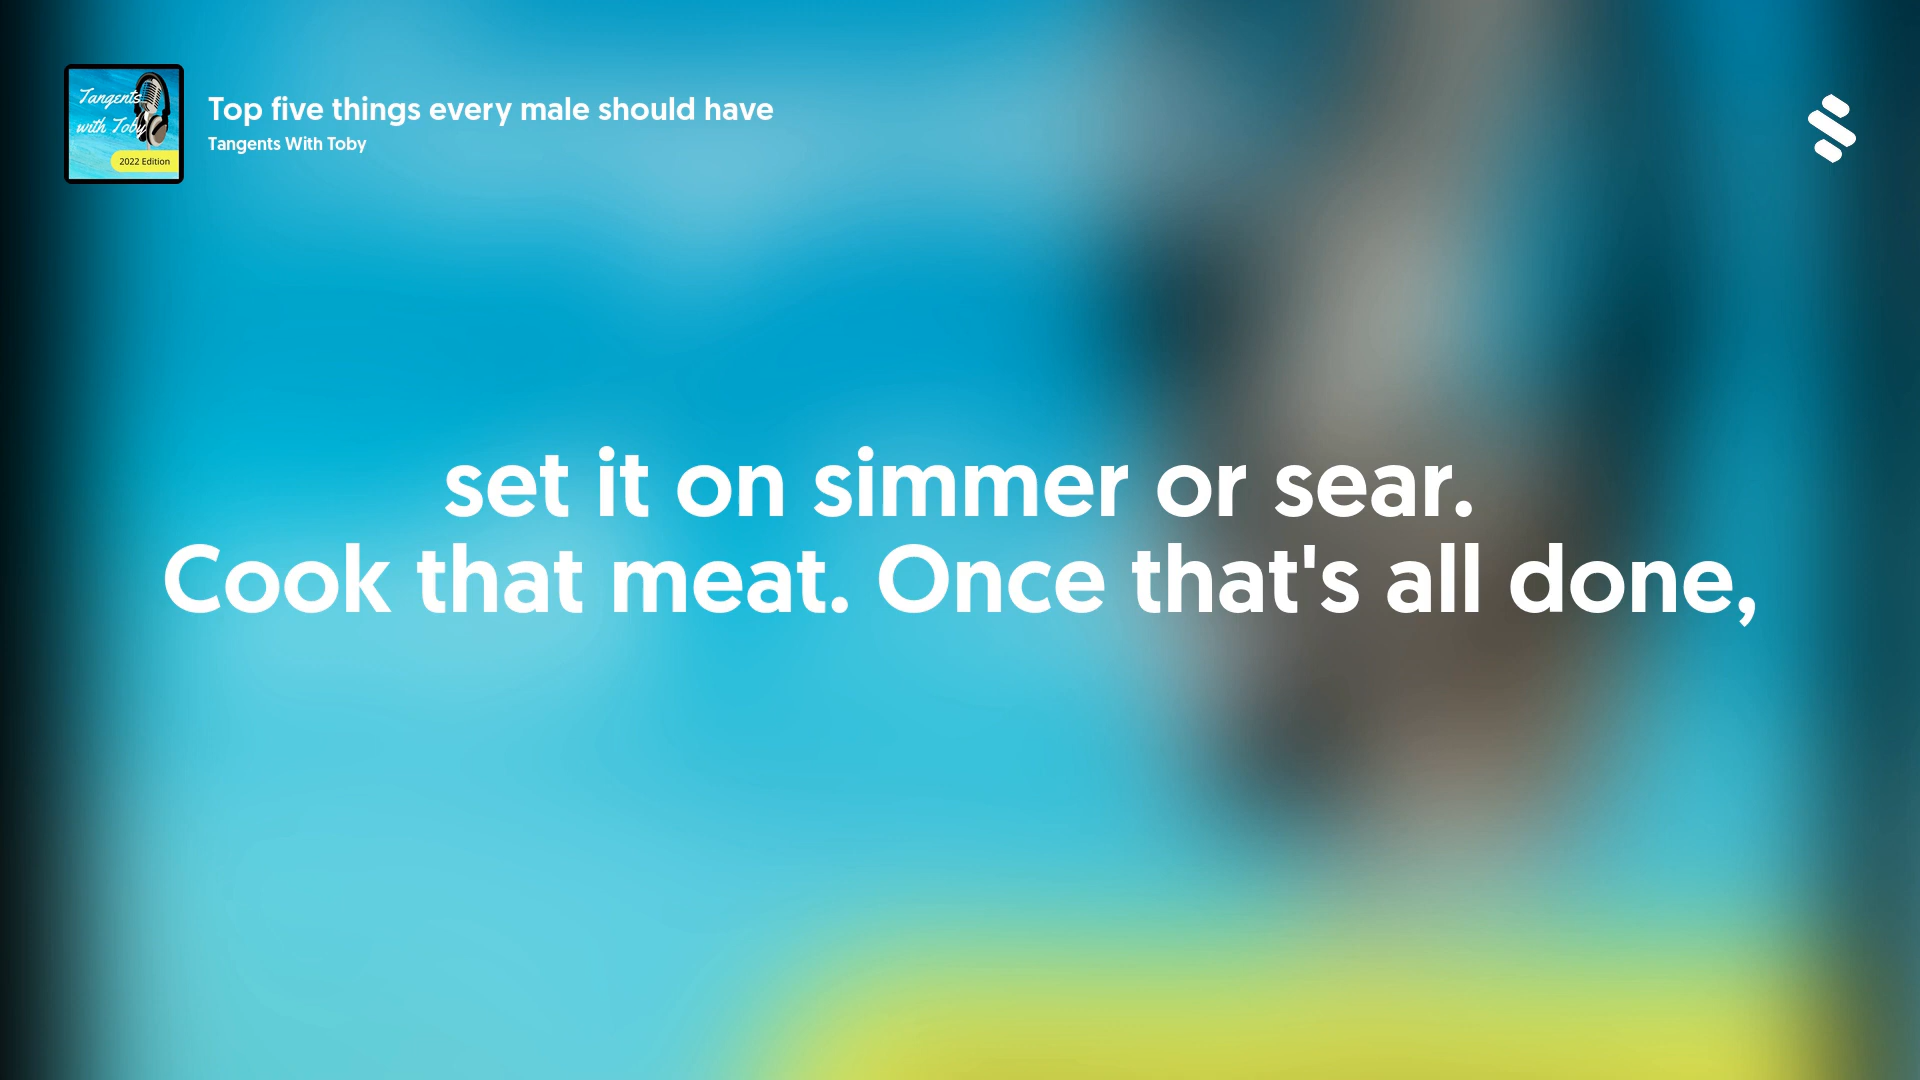 Tangents
with Toby
2022 Edition
Top five things every male should have
Tangents With Toby
set it on simmer or sear.
Cook that meat. Once that's all done,